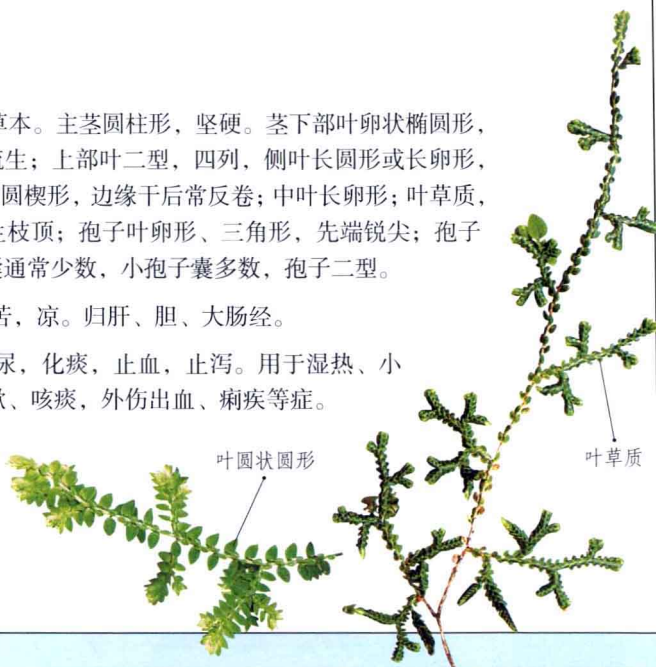 草本。主茎圆柱形，坚硬。茎下部叶卵状椭圆形，
疏生；上部叶二型，四列，侧叶长圆形或长卵形，
圆楔形，边缘干后常反卷；中叶长卵形；叶草质，
生枝顶；孢子叶卵形、三角形，先端锐尖；孢子
囊通常少数，小孢子囊多数，孢子二型。
苦，凉。归肝、胆、大肠经。
尿，化痰，止血，止泻。用于湿热、小
咳、咳痰，外伤出血、痢疾等症。
叶圆状圆形
叶草质